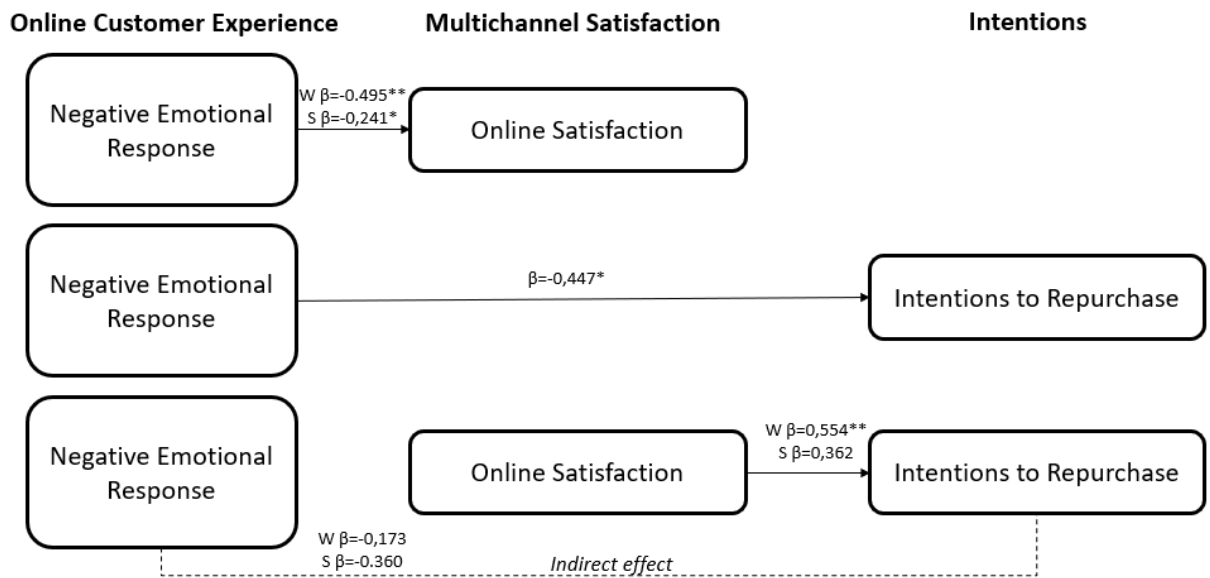 Online Customer Experience
Multichannel Satisfaction
Intentions
Negative Emotional
Response
W β=-0.495**
S β=-0,241*
Online Satisfaction
Negative Emotional
Response
β=-0,447*
Intentions to Repurchase
Negative Emotional
Response
Online Satisfaction
W β=0,554**
S β=0,362
Intentions to Repurchase
W β=-0,173
S β=-0.360
Indirect effect